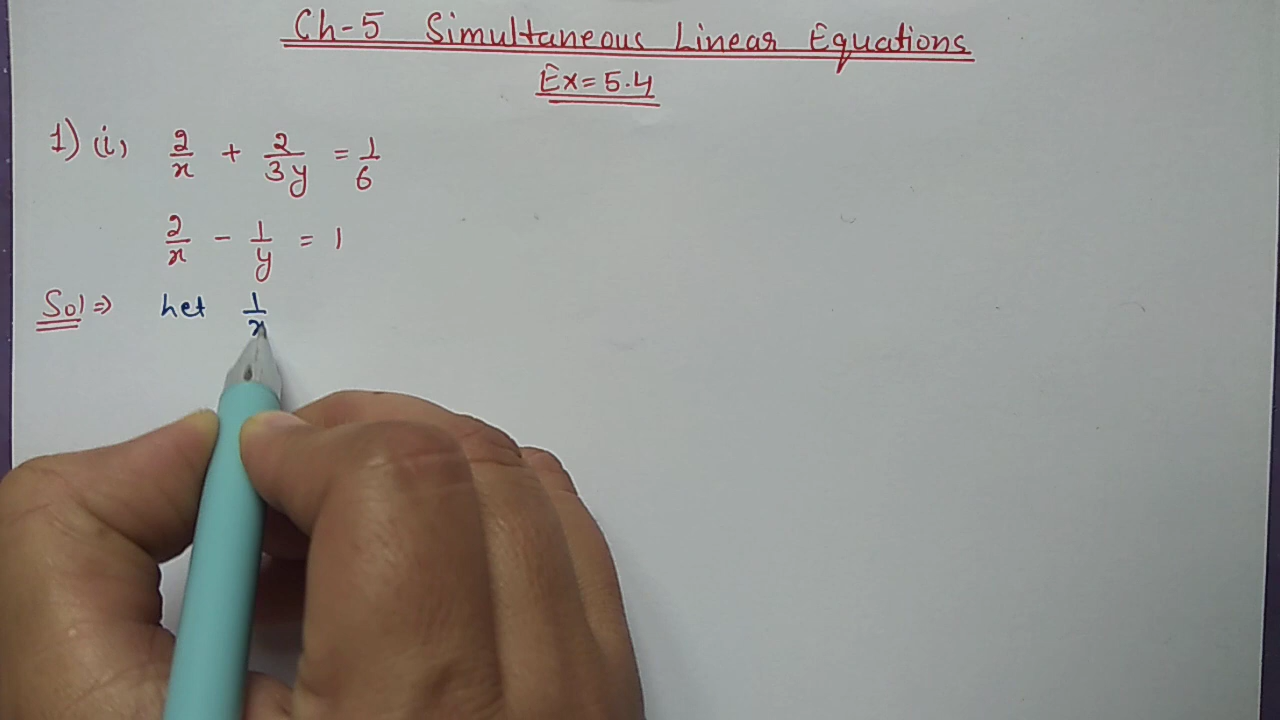 Ch-5 Simultaneous Linear Equations
Ex=5.4
1) (i) 2/x + 2/3y = 1/6
2/x - 1/y = 1
Sol⇒ Let 1/x